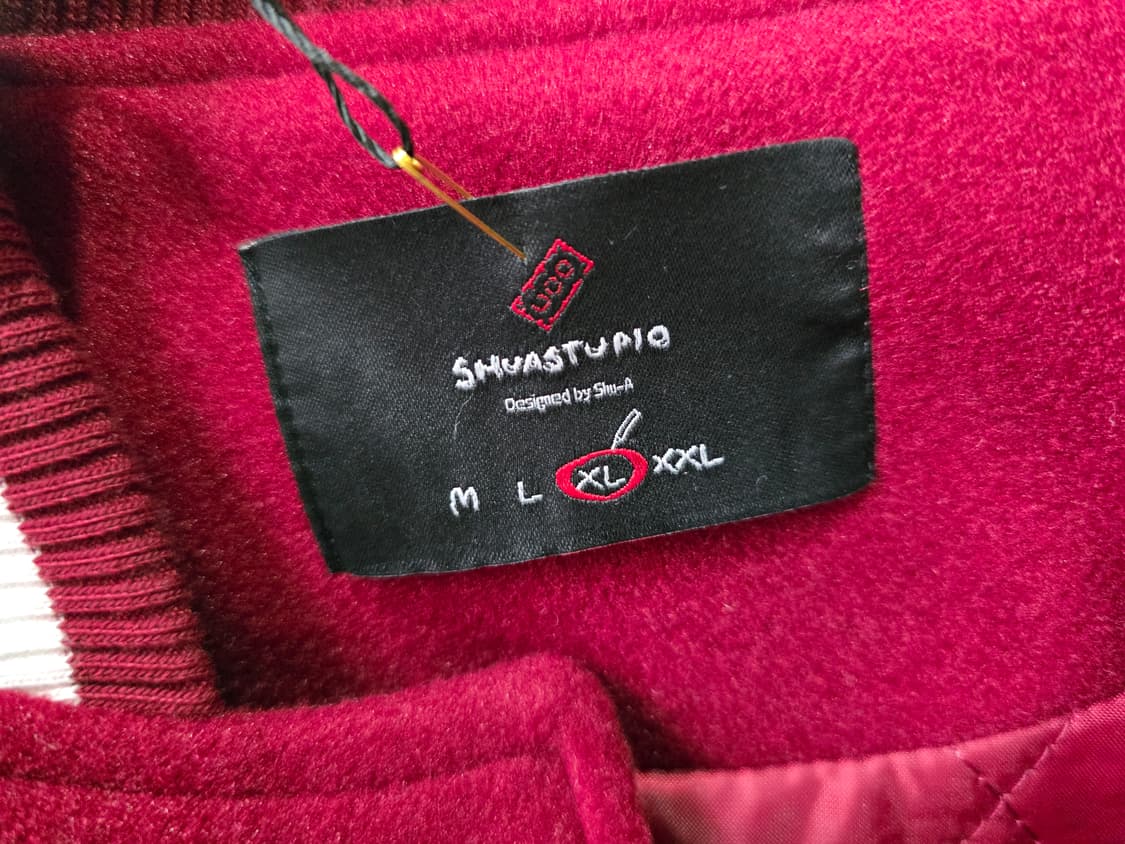 SHUASTUDIO
Designed by Shu-A
M L XL XXL